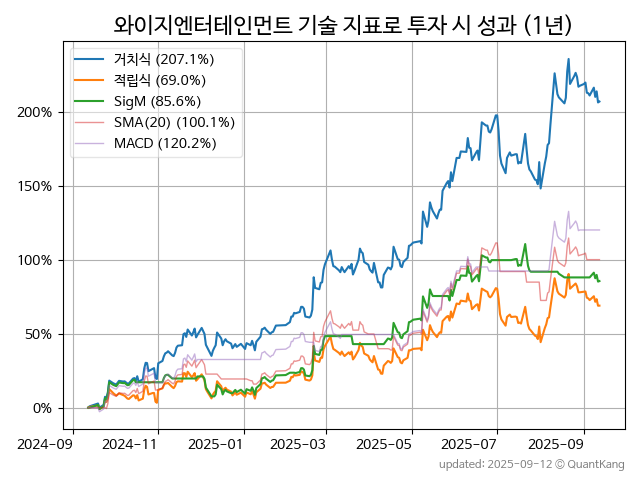 와이지엔터테인먼트 기술 지표로 투자 시 성과 (1년)
거치식 (207.1%)
적립식 (69.0%)
SigM (85.6%)
SMA(20) (100.1%)
MACD (120.2%)
200%
150%
100%
50%
0%
2024-09 2024-11 2025-01 2025-03 2025-05 2025-07 2025-09
updated: 2025-09-12 © QuantKang